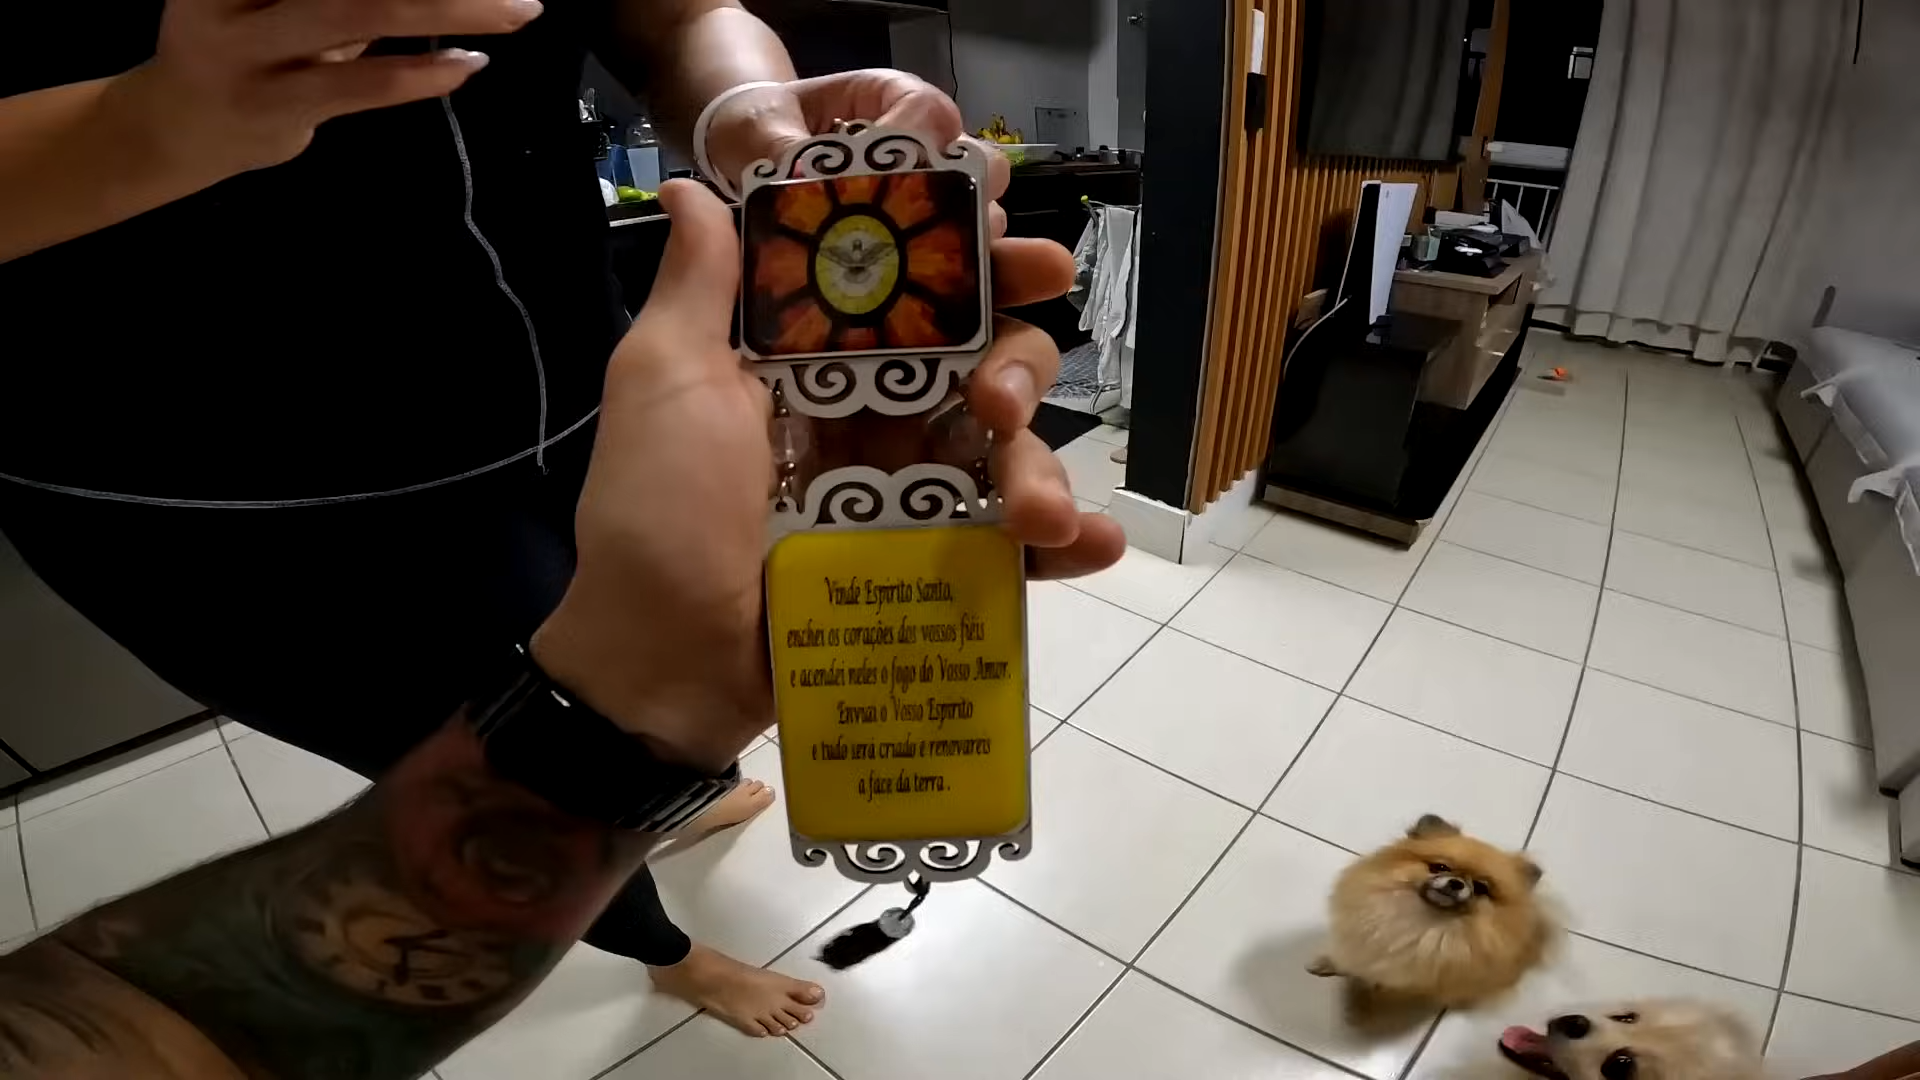 Vinde Espírito Santo,
enchei os corações dos vossos fiéis
e acendei neles o fogo do Vosso Amor.
Enviai o Vosso Espírito
e tudo será criado e renovareis
a face da terra.